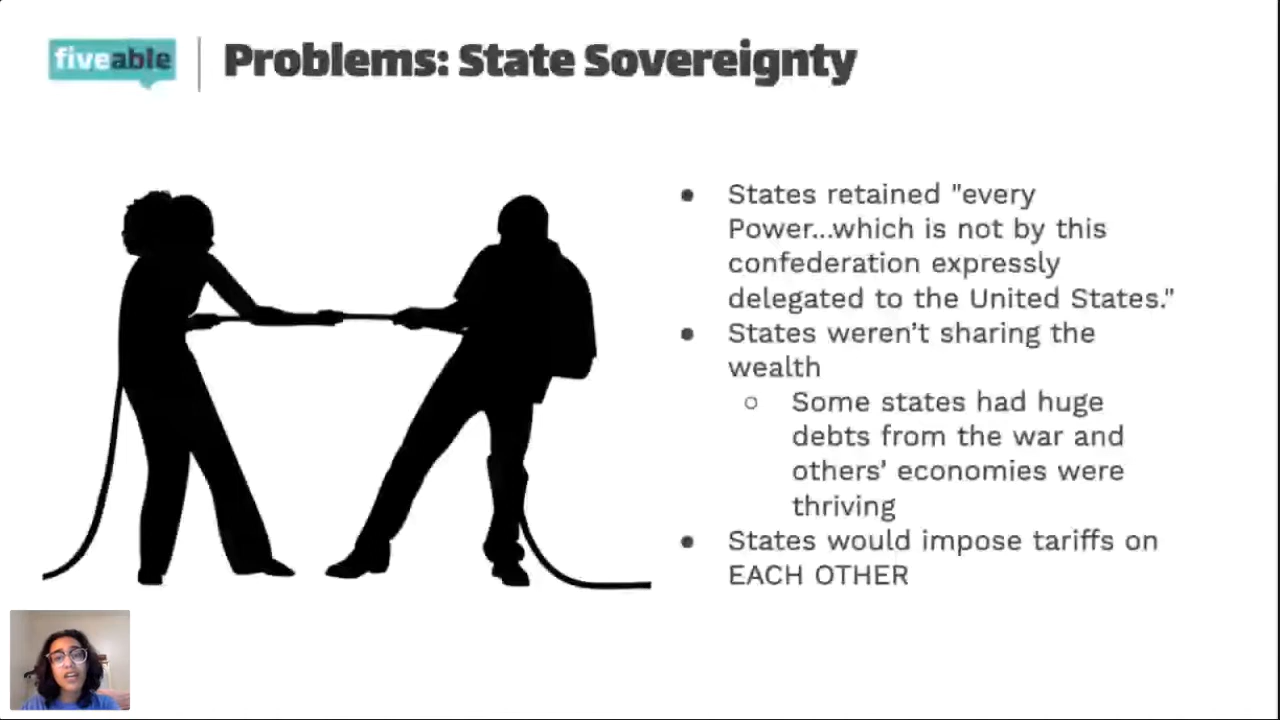 fiveable
Problems: State Sovereignty
● States retained "every
Power...which is not by this
confederation expressly
delegated to the United States."
● States weren't sharing the
wealth
○ Some states had huge
debts from the war and
others' economies were
thriving
● States would impose tariffs on
EACH OTHER